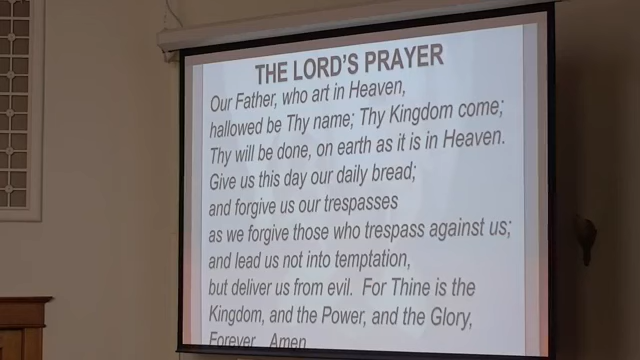 THE LORD'S PRAYER
Our Father, who art in Heaven,
hallowed be Thy name; Thy Kingdom come;
Thy will be done, on earth as it is in Heaven.
Give us this day our daily bread;
and forgive us our trespasses
as we forgive those who trespass against us;
and lead us not into temptation,
but deliver us from evil. For Thine is the
Kingdom, and the Power, and the Glory,
Forever Amen